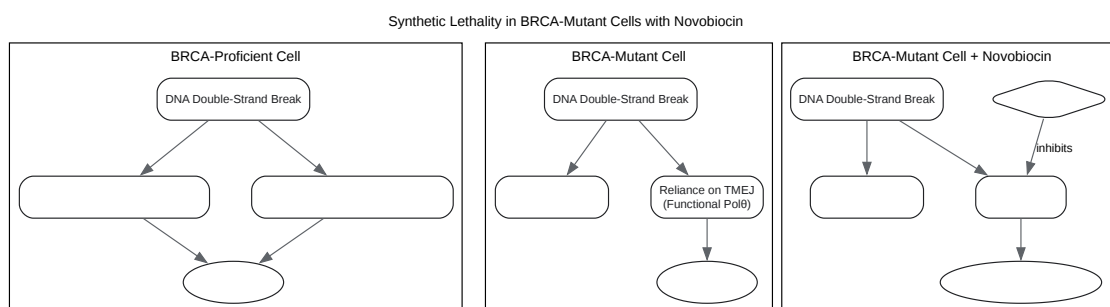 Synthetic Lethality in BRCA-Mutant Cells with Novobiocin
BRCA-Proficient Cell
DNA Double-Strand Break
BRCA-Mutant Cell
DNA Double-Strand Break
Reliance on TMEJ
(Functional Polθ)
BRCA-Mutant Cell + Novobiocin
DNA Double-Strand Break
inhibits